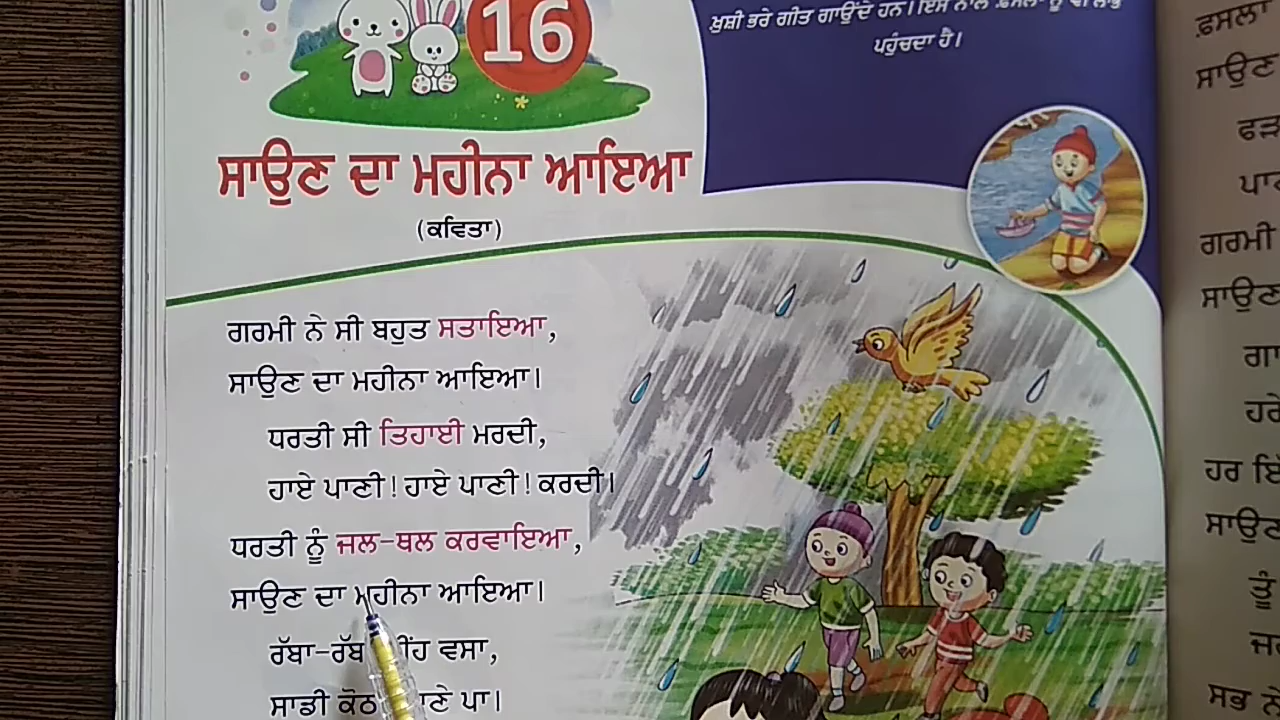 16
ਖ਼ੁਸ਼ੀ ਭਰੇ ਗੀਤ ਗਾਉਂਦੇ ਹਨ। ਇਸ ਨਾਲ ਫ਼ਸਲਾਂ ਨੂੰ ਵੀ ਲਾਭ
ਪਹੁੰਚਦਾ ਹੈ।
ਸਾਉਣ ਦਾ ਮਹੀਨਾ ਆਇਆ
(ਕਵਿਤਾ)
ਗਰਮੀ ਨੇ ਸੀ ਬਹੁਤ ਸਤਾਇਆ,
ਸਾਉਣ ਦਾ ਮਹੀਨਾ ਆਇਆ।
ਧਰਤੀ ਸੀ ਤਿਹਾਈ ਮਰਦੀ,
ਹਾਏ ਪਾਣੀ! ਹਾਏ ਪਾਣੀ! ਕਰਦੀ।
ਧਰਤੀ ਨੂੰ ਜਲ-ਥਲ ਕਰਵਾਇਆ,
ਸਾਉਣ ਦਾ ਮਹੀਨਾ ਆਇਆ।
ਰੱਬਾ-ਰੱਬਾ ਵਸਾ,
ਸਾਡੀ ਪਾ।
ਸਾਉਣ
ਗਰਮੀ
ਸਾਉਣ
ਹਰ
ਸਾਉਣ
ਤੂੰ
ਸਭ